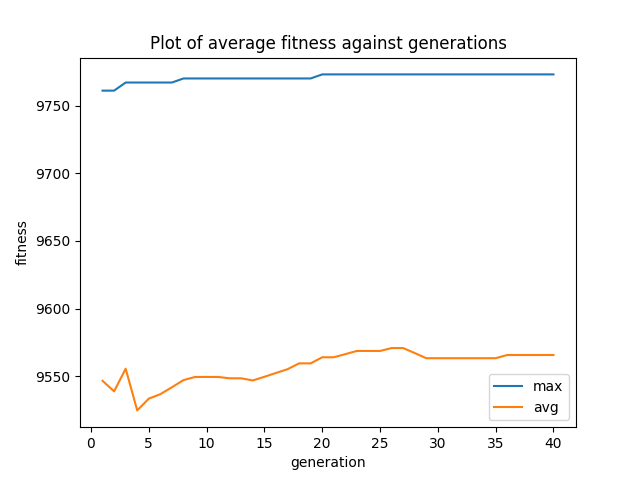 Plot of average fitness against generations
fitness
9750
9700
9650
9600
9550
0 5 10 15 20 25 30 35 40
generation
max
avg